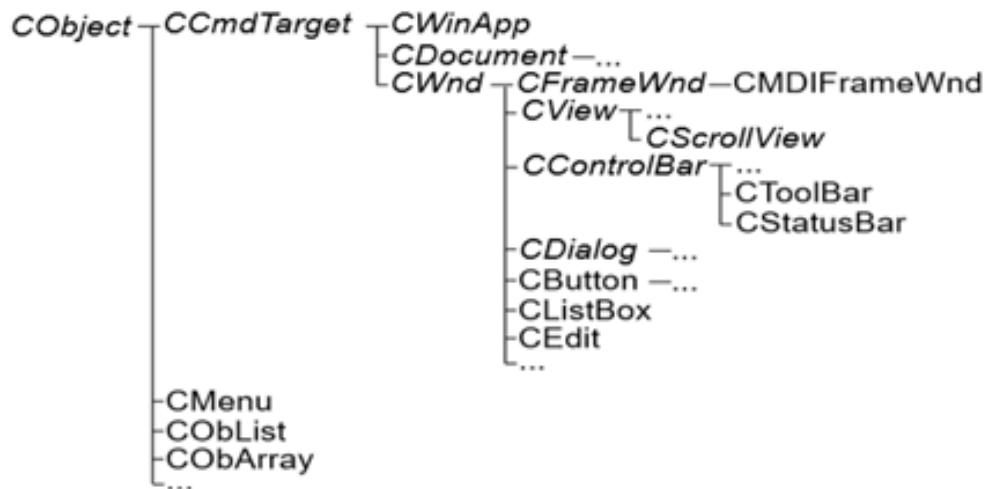 CObject CCmdTarget CWinApp
CDocument ...
CWnd CFrameWnd CMDIFrameWnd
CView ...
CScrollView
CControlBar ...
CToolBar
CStatusBar
CDialog ...
CButton ...
CListBox
CEdit
...
CMenu
CObList
CObArray
...